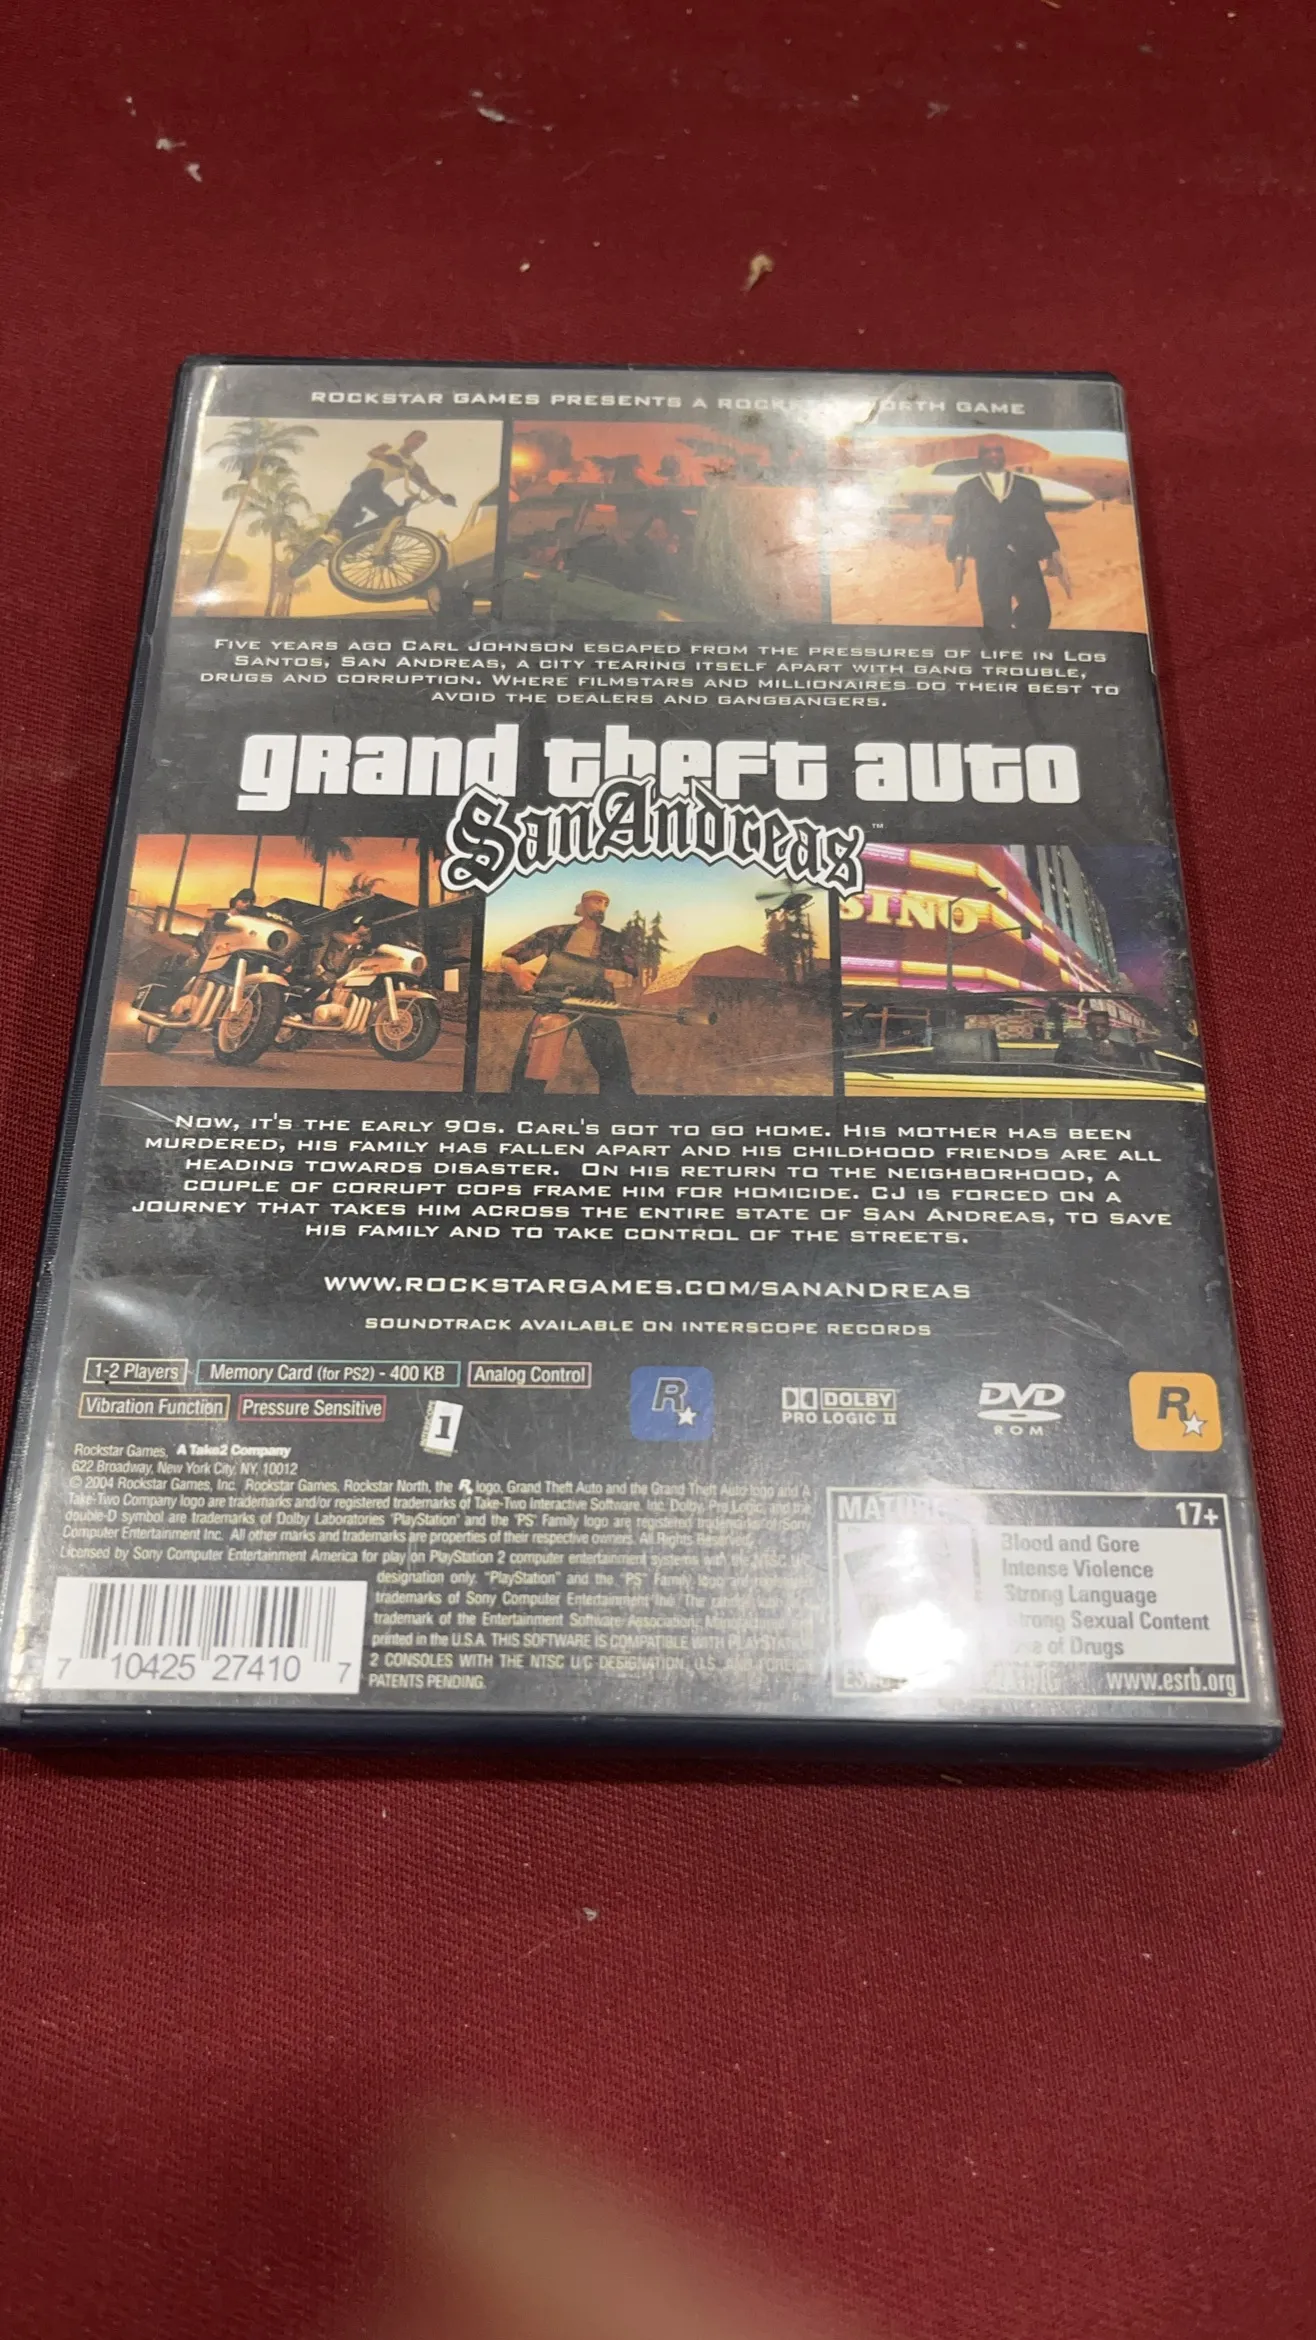 ROCKSTAR GAMES PRESENTS A NORTH GAME
FIVE YEARS AGO CARL JOHNSON ESCAPED FROM THE PRESSURES OF LIFE IN LOS
SANTOS, SAN ANDREAS, A CITY TEARING ITSELF APART WITH GANG TROUBLE,
DRUGS AND CORRUPTION. WHERE FILMSTARS AND MILLIONAIRES DO THEIR BEST TO
AVOID THE DEALERS AND GANGBANGERS.
grand theft auto
San Andreas™
SINO
NOW, IT'S THE EARLY 90S. CARL'S GOT TO GO HOME. HIS MOTHER HAS BEEN
MURDERED, HIS FAMILY HAS FALLEN APART AND HIS CHILDHOOD FRIENDS ARE ALL
HEADING TOWARDS DISASTER. ON HIS RETURN TO THE NEIGHBORHOOD, A
COUPLE OF CORRUPT COPS FRAME HIM FOR HOMICIDE. CJ IS FORCED ON A
JOURNEY THAT TAKES HIM ACROSS THE ENTIRE STATE OF SAN ANDREAS, TO SAVE
HIS FAMILY AND TO TAKE CONTROL OF THE STREETS.
WWW.ROCKSTARGAMES.COM/SANANDREAS
SOUNDTRACK AVAILABLE ON INTERSCOPE RECORDS
1-2 Players Memory Card (for PS2) - 400 KB Analog Control
Vibration Function Pressure Sensitive
1
R
DOLBY
PRO LOGIC II
DVD
ROM
R
Rockstar Games, A Take2 Company
622 Broadway, New York City, NY, 10012
© 2004 Rockstar Games, Inc. Rockstar Games, Rockstar North, the R logo, Grand Theft Auto and the Grand Theft Auto logo and A
Take-Two Company logo are trademarks and/or registered trademarks of Take-Two Interactive Software, Inc. Dolby, Pro Logic, and the
double-D symbol are trademarks of Dolby Laboratories "PlayStation" and the "PS" Family logo are registered trademarks of Sony
Computer Entertainment Inc. All other marks and trademarks are properties of their respective owners. All Rights Reserved.
Licensed by Sony Computer Entertainment America for play on PlayStation 2 computer entertainment systems with the NTSC U/C
designation only. "PlayStation" and the "PS" Family logo are
trademarks of Sony Computer Entertainment Inc. The
trademark of the Entertainment Software Association.
printed in the U.S.A. THIS SOFTWARE IS COMPATIBLE WITH PLAYSTATION
2 CONSOLES WITH THE NTSC U/C DESIGNATION. U.S. AND FOREIGN
PATENTS PENDING.
7 10425 27410 7
MATURE 17+
Blood and Gore
Intense Violence
Strong Language
Strong Sexual Content
Use of Drugs
www.esrb.org